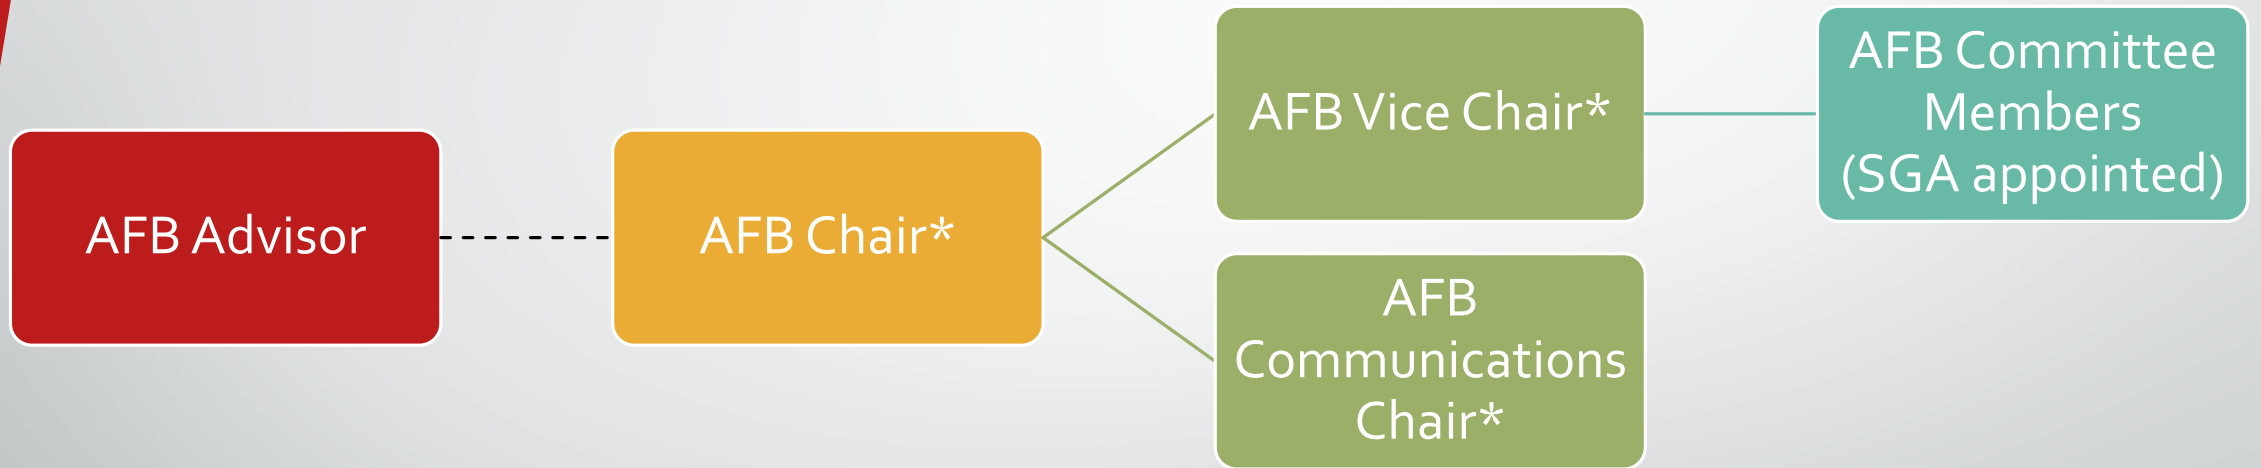 AFB Advisor
AFB Chair*
AFB Vice Chair*
AFB
Communications
Chair*
AFB Committee
Members
(SGA appointed)